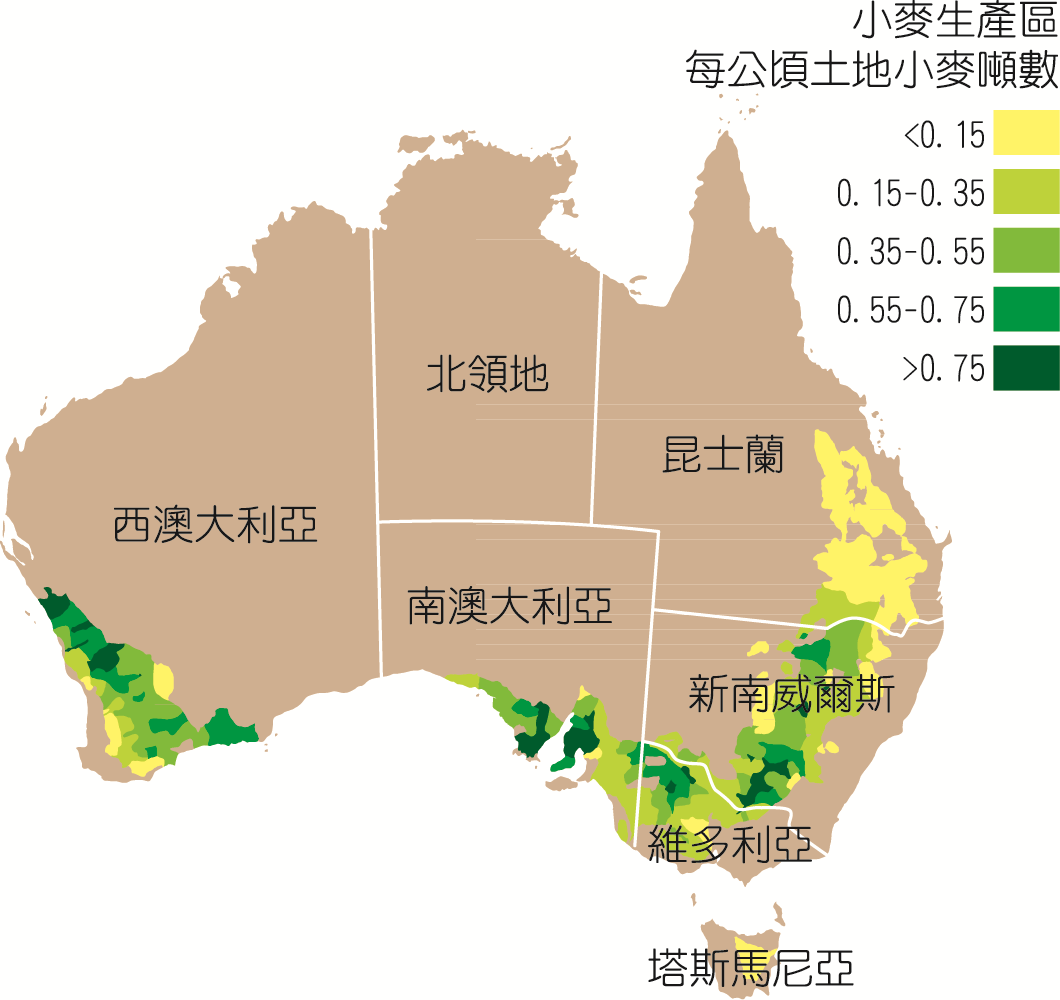 小麥生產區
每公頃土地小麥噸數
<0.15
0.15-0.35
0.35-0.55
0.55-0.75
>0.75
北領地
昆士蘭
西澳大利亞
南澳大利亞
新南威爾斯
維多利亞
塔斯馬尼亞